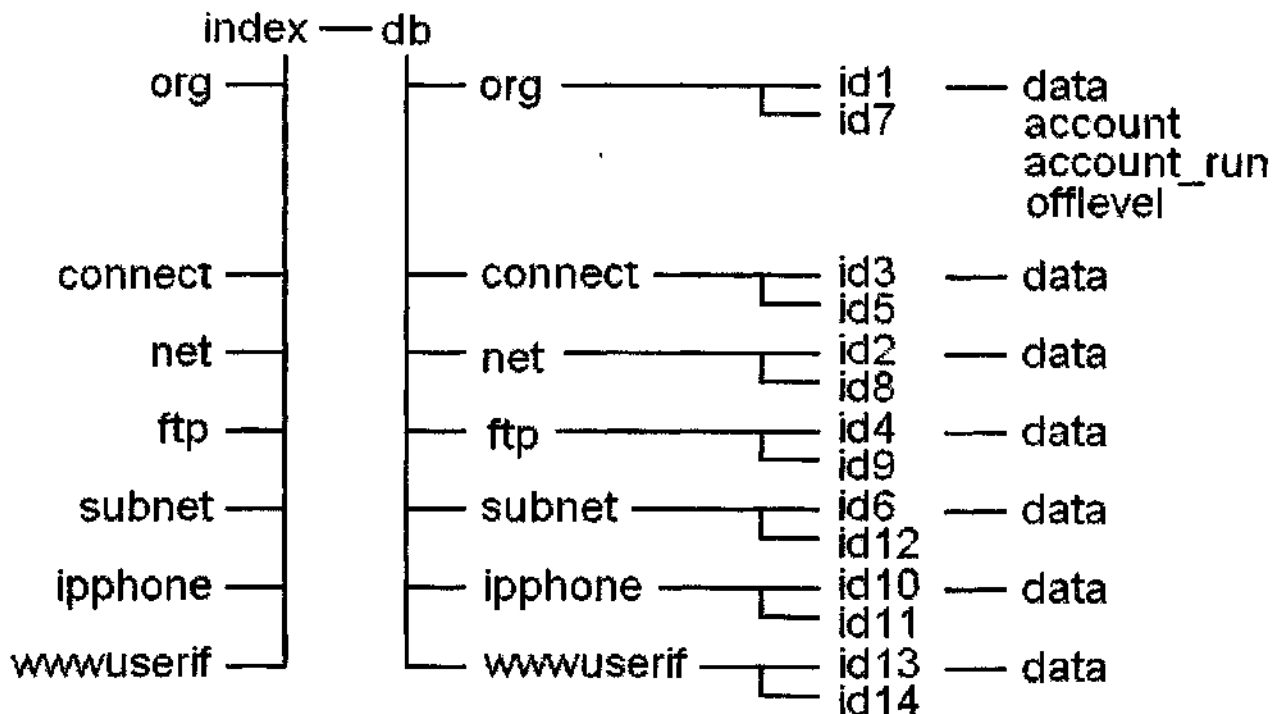 index db
org org id1 data
id7 account
account_run
offlevel
connect connect id3 data
id5
net net id2 data
id8
ftp ftp id4 data
id9
subnet subnet id6 data
id12
ipphone ipphone id10 data
id11
wwwuserif wwwuserif id13 data
id14